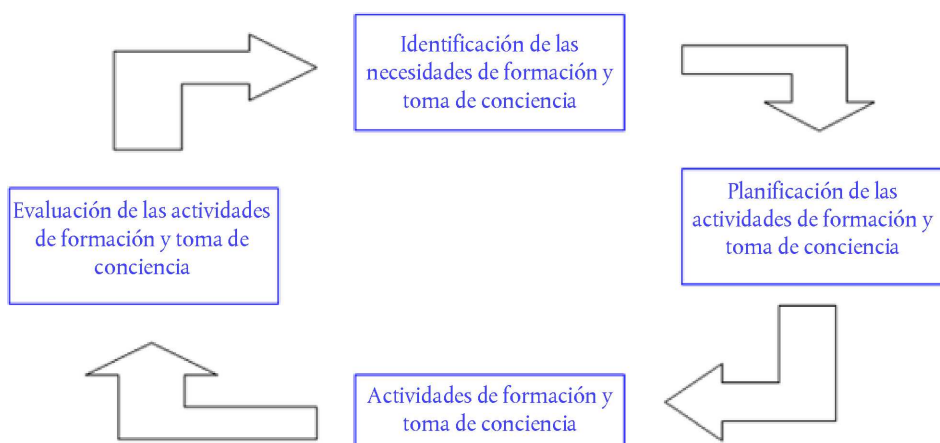 Identificación de las
necesidades de formación y
toma de conciencia
Planificación de las
actividades de formación y
toma de conciencia
Actividades de formación y
toma de conciencia
Evaluación de las actividades
de formación y toma de
conciencia